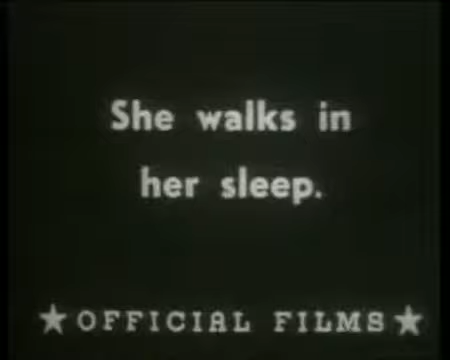 She walks in
her sleep.
★ OFFICIAL FILMS ★